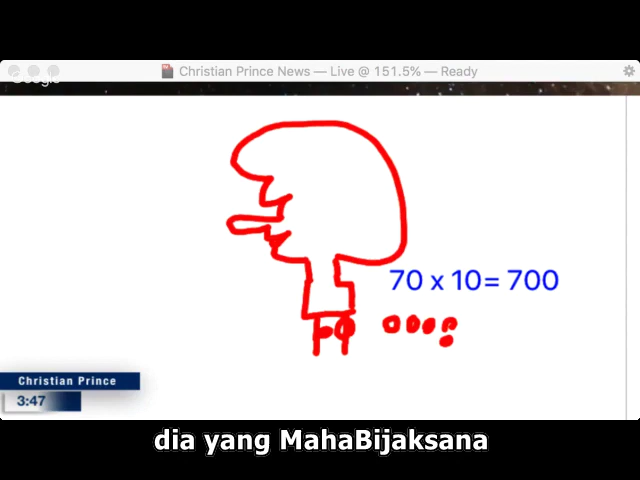 Christian Prince News — Live @ 151.5% — Ready
70 x 10= 700
Christian Prince
3:47
dia yang MahaBijaksana